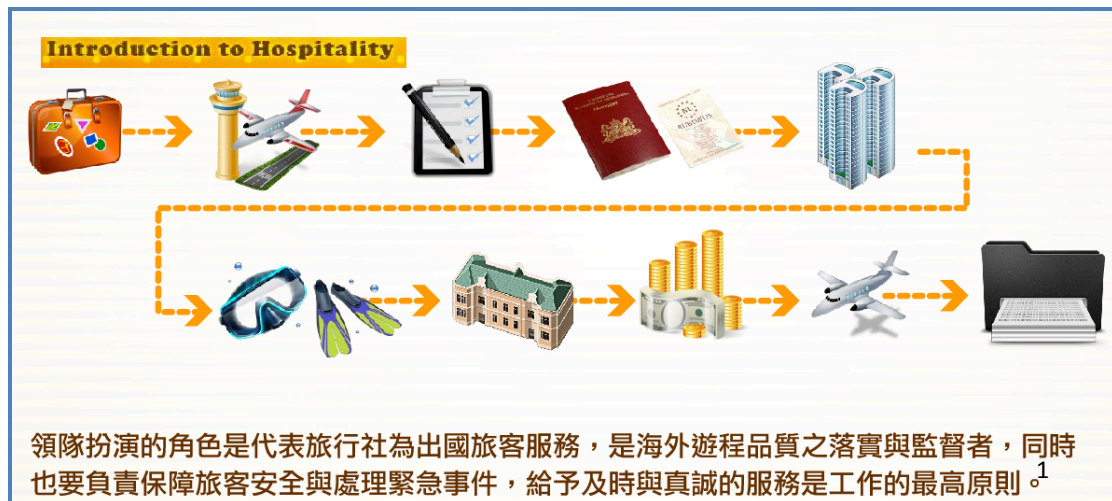 Introduction to Hospitality
領隊扮演的角色是代表旅行社為出國旅客服務，是海外遊程品質之落實與監督者，同時
也要負責保障旅客安全與處理緊急事件，給予及時與真誠的服務是工作的最高原則。
1